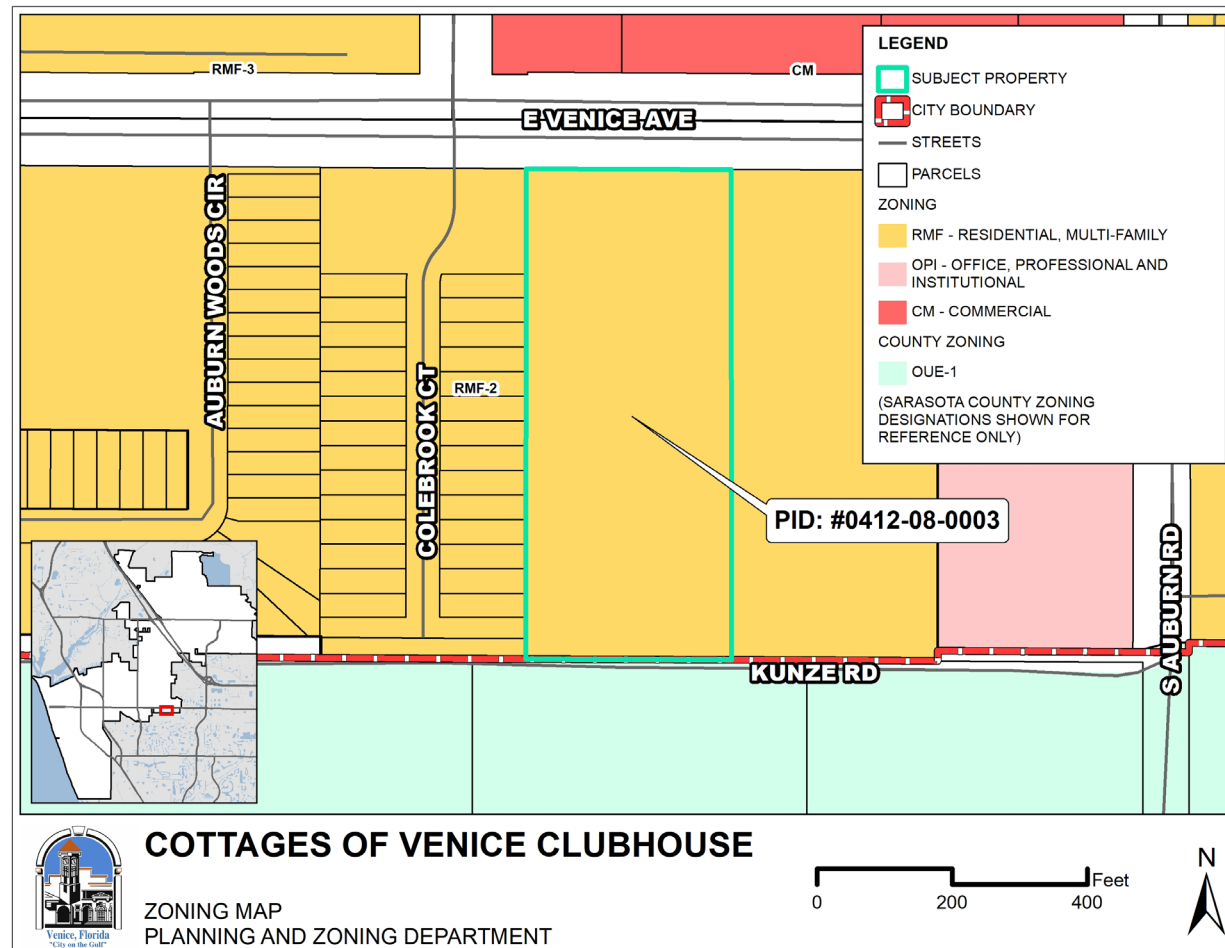 RMF-3
CM
E VENICE AVE
LEGEND
SUBJECT PROPERTY
CITY BOUNDARY
STREETS
PARCELS
ZONING
RMF - RESIDENTIAL, MULTI-FAMILY
OPI - OFFICE, PROFESSIONAL AND
INSTITUTIONAL
CM - COMMERCIAL
COUNTY ZONING
OUE-1
(SARASOTA COUNTY ZONING
DESIGNATIONS SHOWN FOR
REFERENCE ONLY)
AUBURN WOODS CIR
COLEBROOK CT
RMF-2
PID: #0412-08-0003
S AUBURN RD
KUNZE RD
COTTAGES OF VENICE CLUBHOUSE
ZONING MAP
PLANNING AND ZONING DEPARTMENT
Venice, Florida
"City on the Gulf"
Feet
0 200 400
N